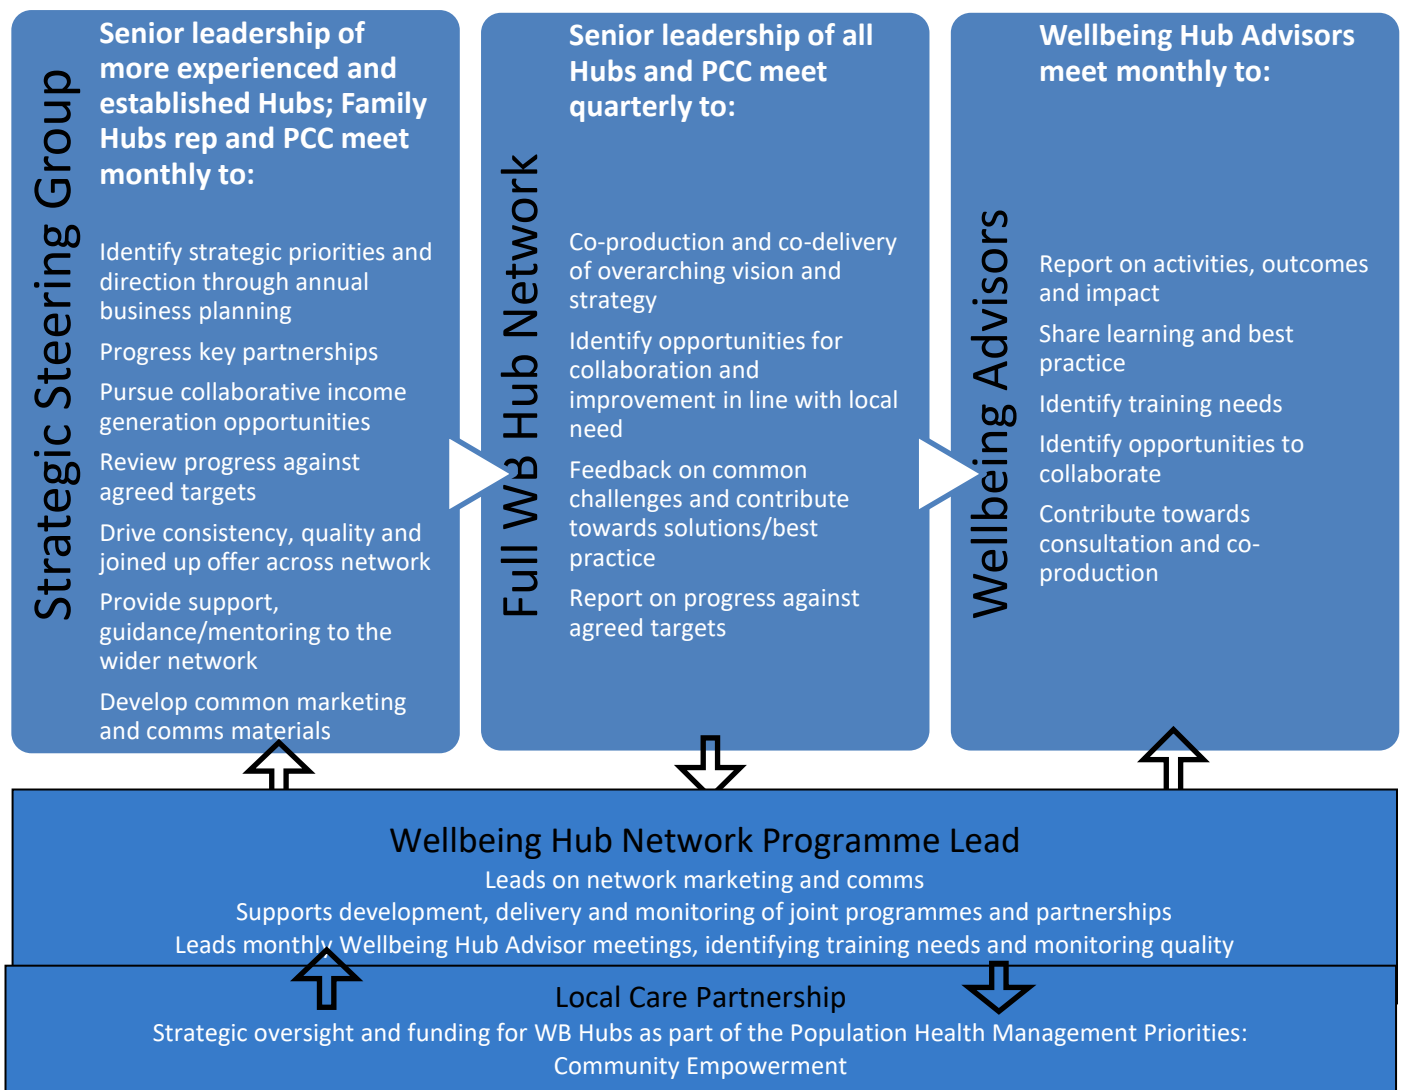 Strategic Steering Group
Senior leadership of
more experienced and
established Hubs; Family
Hubs rep and PCC meet
monthly to:
Identify strategic priorities and
direction through annual
business planning
Progress key partnerships
Pursue collaborative income
generation opportunities
Review progress against
agreed targets
Drive consistency, quality and
joined up offer across network
Provide support,
guidance/mentoring to the
wider network
Develop common marketing
and comms materials
Full WB Hub Network
Senior leadership of all
Hubs and PCC meet
quarterly to:
Co-production and co-delivery
of overarching vision and
strategy
Identify opportunities for
collaboration and
improvement in line with local
need
Feedback on common
challenges and contribute
towards solutions/best
practice
Report on progress against
agreed targets
Wellbeing Advisors
Wellbeing Hub Advisors
meet monthly to:
Report on activities, outcomes
and impact
Share learning and best
practice
Identify training needs
Identify opportunities to
collaborate
Contribute towards
consultation and co-
production
Wellbeing Hub Network Programme Lead
Leads on network marketing and comms
Supports development, delivery and monitoring of joint programmes and partnerships
Leads monthly Wellbeing Hub Advisor meetings, identifying training needs and monitoring quality
Local Care Partnership
Strategic oversight and funding for WB Hubs as part of the Population Health Management Priorities:
Community Empowerment